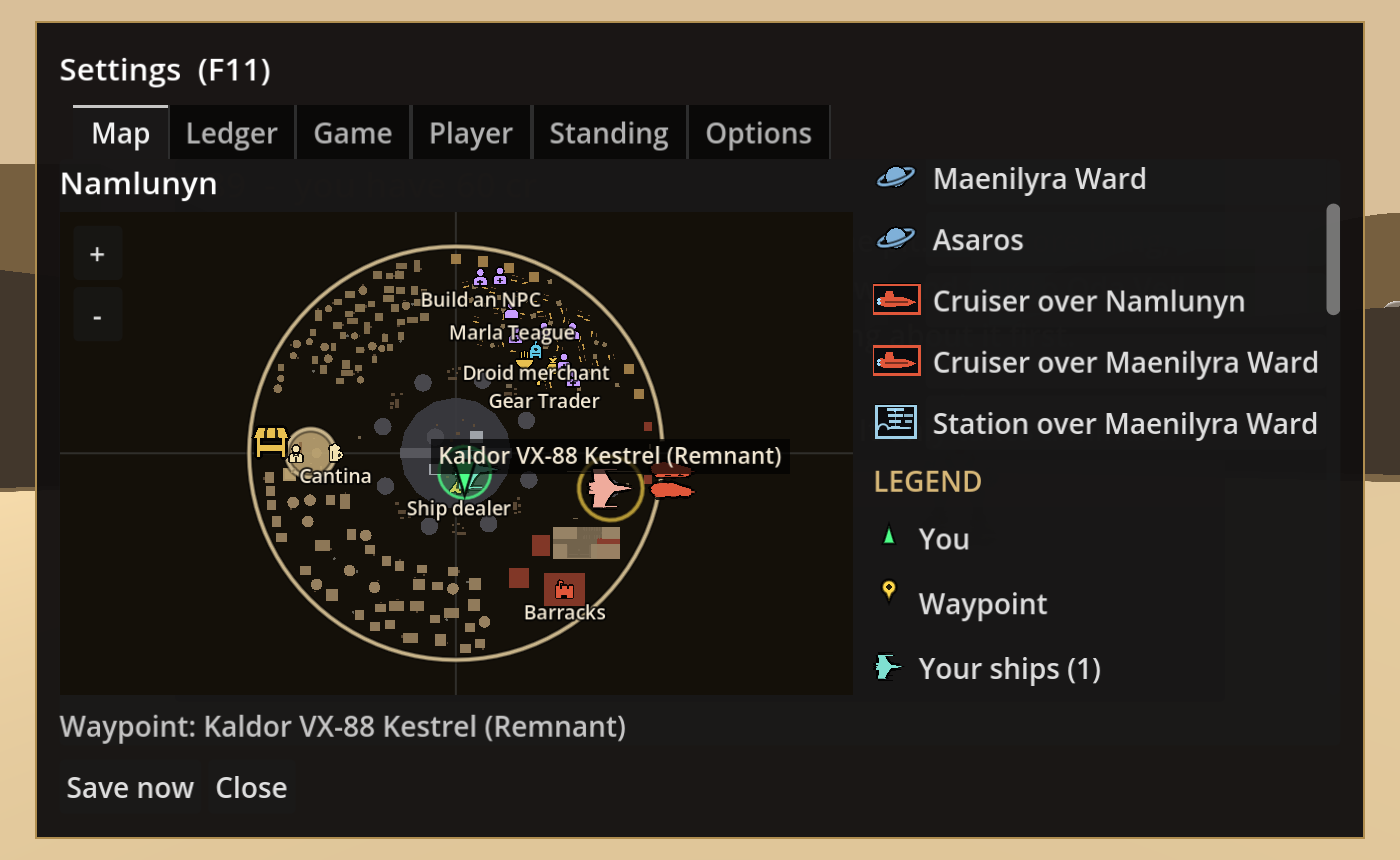 Settings (F11)
Map
Ledger
Game
Player
Standing
Options
Namlunyn
+
-
Build an NPC
Marla Teague
Droid merchant
Gear Trader
Kaldor VX-88 Kestrel (Remnant)
Cantina
Ship dealer
Barracks
Maenilyra Ward
Asaros
Cruiser over Namlunyn
Cruiser over Maenilyra Ward
Station over Maenilyra Ward
LEGEND
You
Waypoint
Your ships (1)
Waypoint: Kaldor VX-88 Kestrel (Remnant)
Save now
Close